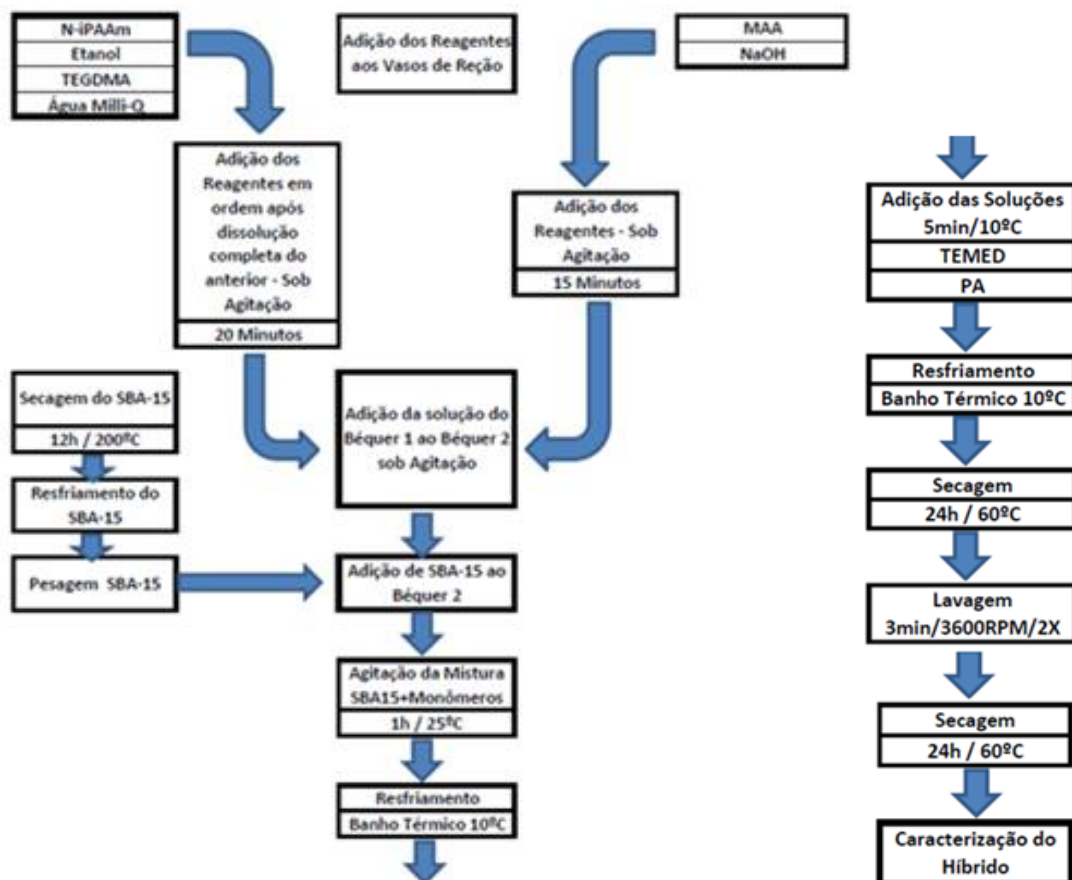 N-iPAAm
Etanol
TEGDMA
Água Milli-Q
Adição dos Reagentes
aos Vasos de Reção
MAA
NaOH
Adição dos
Reagentes em
ordem após
dissolução
completa do
anterior - Sob
Agitação
20 Minutos
Adição dos
Reagentes - Sob
Agitação
15 Minutos
Secagem do SBA-15
12h / 200ºC
Resfriamento do
SBA-15
Pesagem SBA-15
Adição da solução do
Béquer 1 ao Béquer 2
sob Agitação
Adição de SBA-15 ao
Béquer 2
Agitação da Mistura
SBA15+Monômeros
1h / 25ºC
Resfriamento
Banho Térmico 10ºC
Adição das Soluções
5min/10ºC
TEMED
PA
Resfriamento
Banho Térmico 10ºC
Secagem
24h / 60ºC
Lavagem
3min/3600RPM/2X
Secagem
24h / 60ºC
Caracterização do
Híbrido